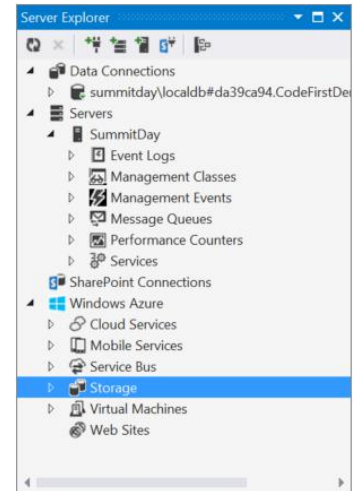 Server Explorer
Data Connections
summitday\localdb#da39ca94.CodeFirstDe
Servers
SummitDay
Event Logs
Management Classes
Management Events
Message Queues
Performance Counters
Services
SharePoint Connections
Windows Azure
Cloud Services
Mobile Services
Service Bus
Storage
Virtual Machines
Web Sites